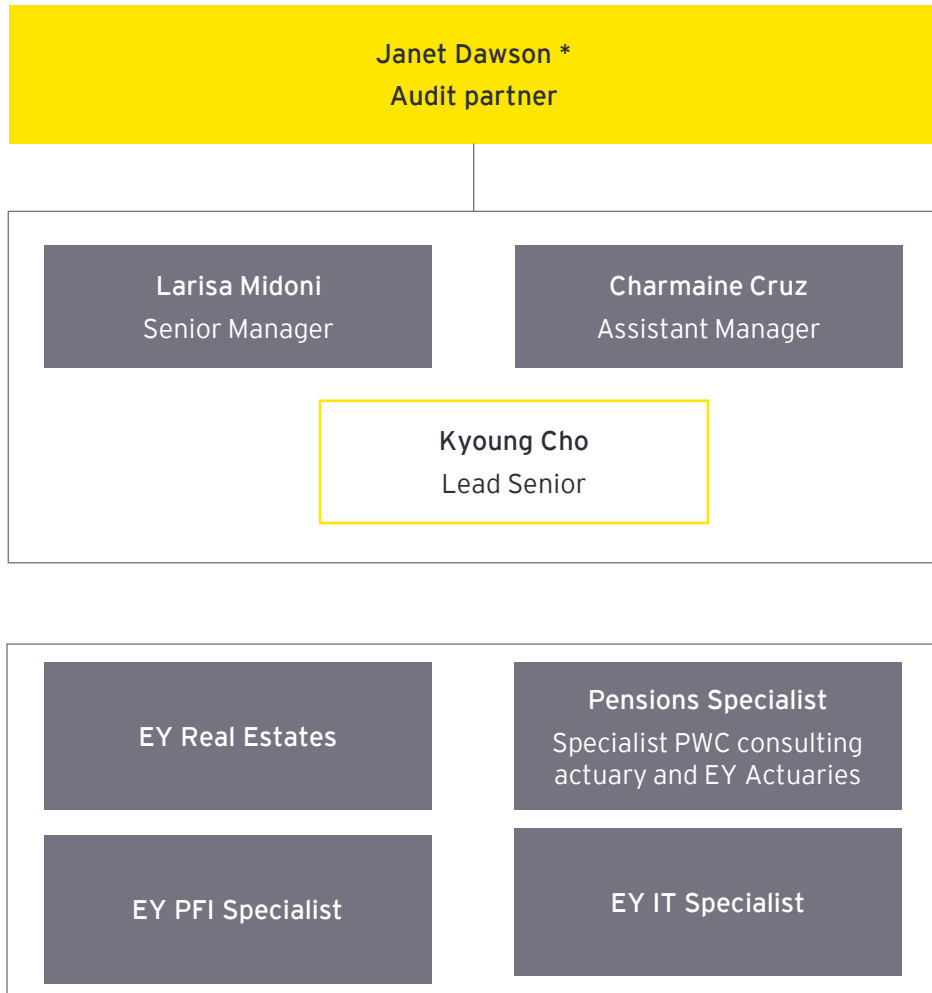 Janet Dawson *
Audit partner
Larisa Midoni
Senior Manager
Charmaine Cruz
Assistant Manager
Kyoung Cho
Lead Senior
EY Real Estates
Pensions Specialist
Specialist PWC consulting
actuary and EY Actuaries
EY PFI Specialist
EY IT Specialist